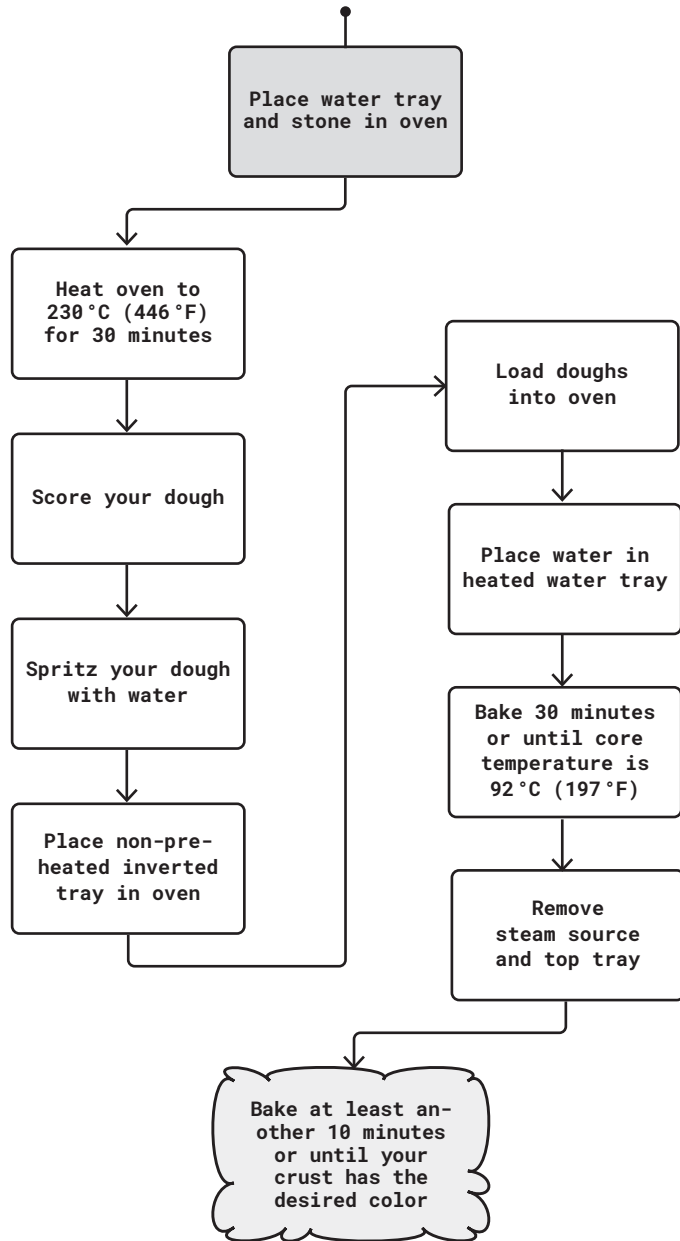 Place water tray
and stone in oven
Heat oven to
230 °C (446 °F)
for 30 minutes
Score your dough
Spritz your dough
with water
Place non-pre-
heated inverted
tray in oven
Load doughs
into oven
Place water in
heated water tray
Bake 30 minutes
or until core
temperature is
92 °C (197 °F)
Remove
steam source
and top tray
Bake at least an-
other 10 minutes
or until your
crust has the
desired color